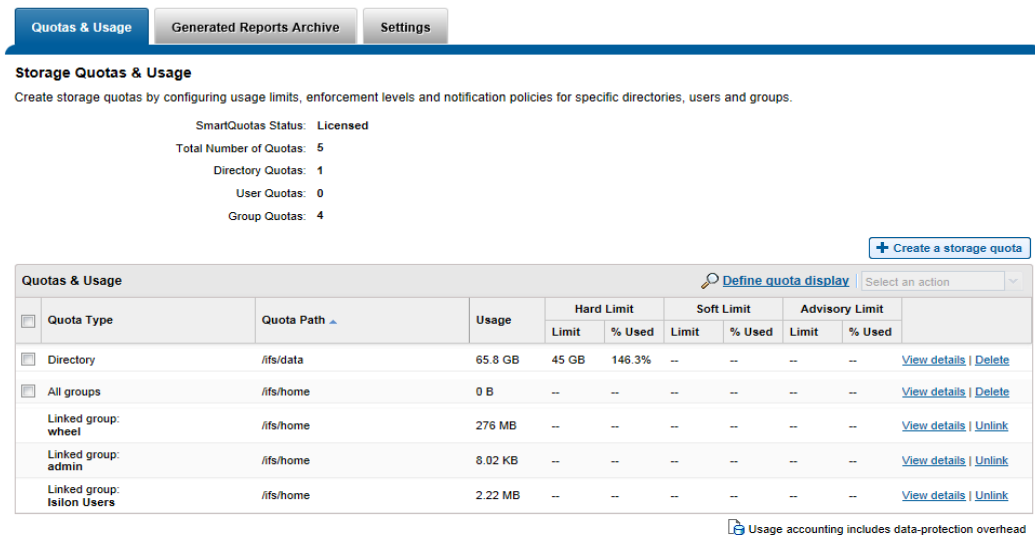 Quotas & Usage Generated Reports Archive Settings
Storage Quotas & Usage
Create storage quotas by configuring usage limits, enforcement levels and notification policies for specific directories, users and groups.
SmartQuotas Status: Licensed
Total Number of Quotas: 5
Directory Quotas: 1
User Quotas: 0
Group Quotas: 4
Create a storage quota
Quotas & Usage Define quota display Select an action
Quota Type Quota Path Usage Hard Limit Soft Limit Advisory Limit
Limit % Used Limit % Used Limit % Used
Directory /ifs/data 65.8 GB 45 GB 146.3% -- -- -- -- View details | Delete
All groups /ifs/home 0 B -- -- -- -- -- -- View details | Delete
Linked group:
wheel /ifs/home 276 MB -- -- -- -- -- -- View details | Unlink
Linked group:
admin /ifs/home 8.02 KB -- -- -- -- -- -- View details | Unlink
Linked group:
Isilon Users /ifs/home 2.22 MB -- -- -- -- -- -- View details | Unlink
Usage accounting includes data-protection overhead